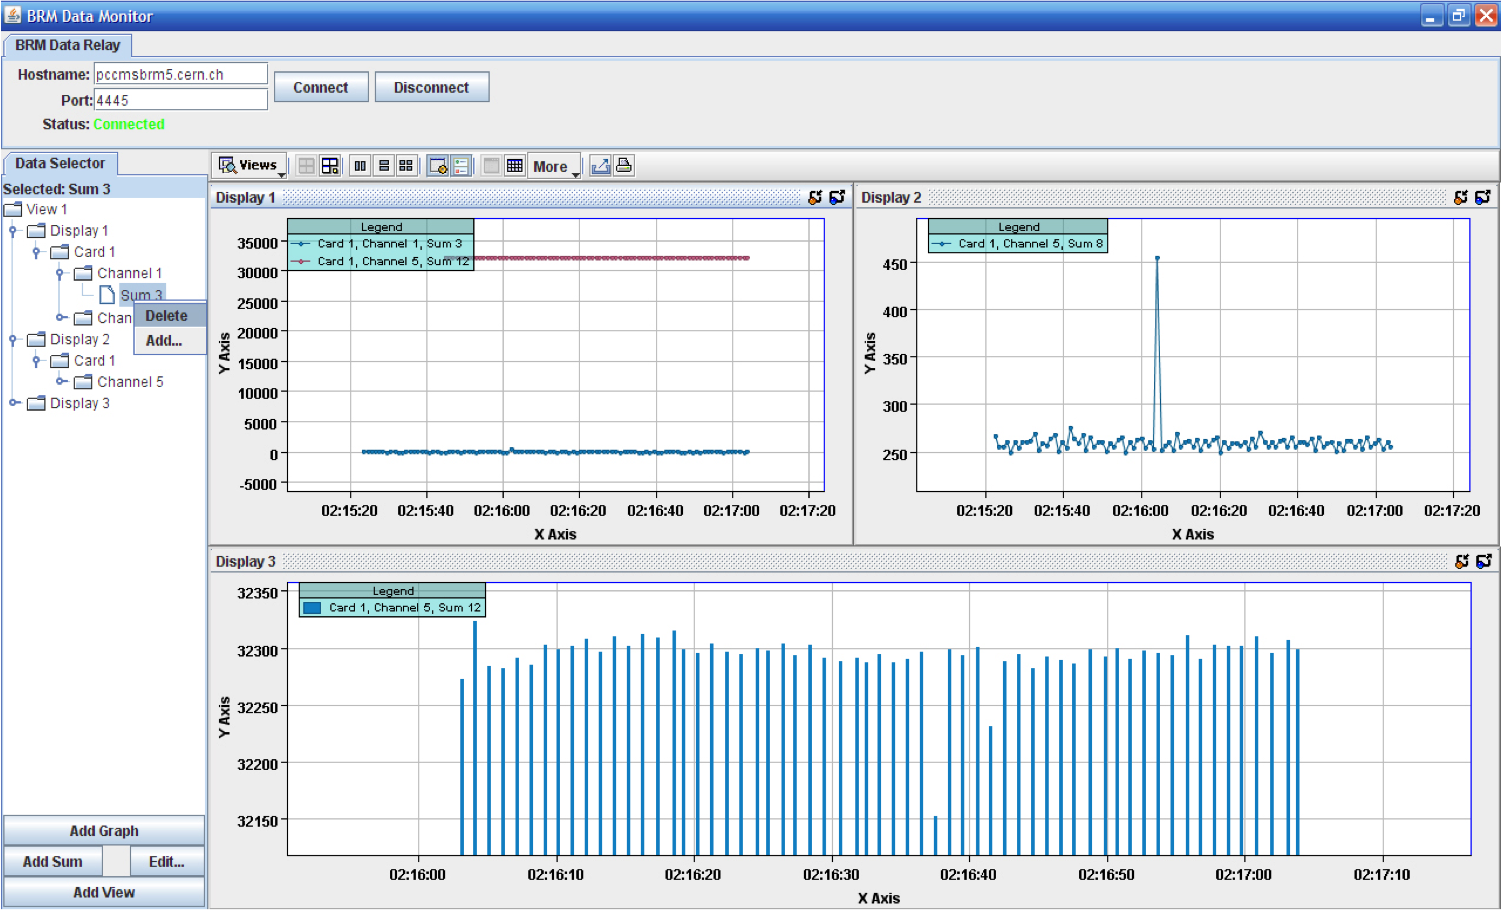 BRM Data Monitor
BRM Data Relay
Hostname: pccmsbrm5.cern.ch
Connect Disconnect
Port: 4445
Status: Connected
Data Selector
Selected: Sum 3
View 1
Display 1
Card 1
Channel 1
Sum 3
Chan
Delete
Add...
Display 2
Card 1
Channel 5
Display 3
Add Graph
Add Sum Edit...
Add View
Views More
Display 1
Legend
Card 1, Channel 1, Sum 3
Card 1, Channel 5, Sum 12
Y Axis
35000
30000
25000
20000
15000
10000
5000
0
-5000
02:15:20 02:15:40 02:16:00 02:16:20 02:16:40 02:17:00 02:17:20
X Axis
Display 2
Legend
Card 1, Channel 5, Sum 8
Y Axis
450
400
350
300
250
02:15:20 02:15:40 02:16:00 02:16:20 02:16:40 02:17:00 02:17:20
X Axis
Display 3
Legend
Card 1, Channel 5, Sum 12
Y Axis
32350
32300
32250
32200
32150
02:16:00 02:16:10 02:16:20 02:16:30 02:16:40 02:16:50 02:17:00 02:17:10
X Axis